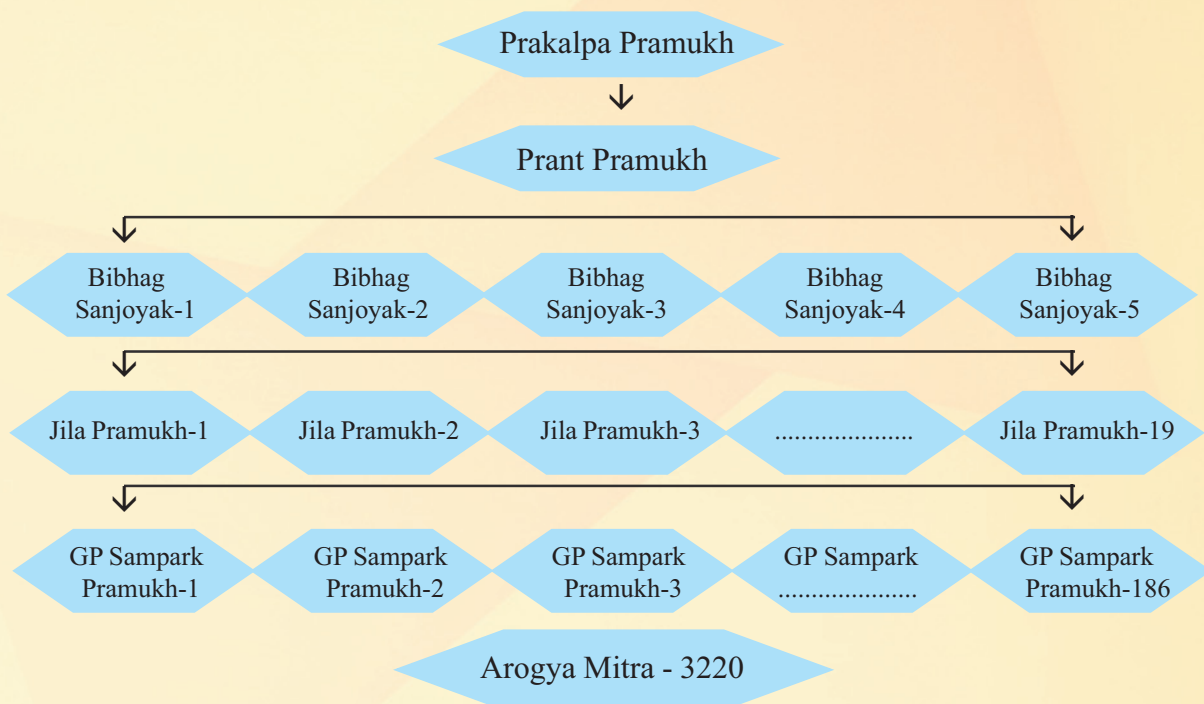 Prakalpa Pramukh
Prant Pramukh
Bibhag
Sanjoyak-1
Bibhag
Sanjoyak-2
Bibhag
Sanjoyak-3
Bibhag
Sanjoyak-4
Bibhag
Sanjoyak-5
Jila Pramukh-1
Jila Pramukh-2
Jila Pramukh-3
.....................
Jila Pramukh-19
GP Sampark
Pramukh-1
GP Sampark
Pramukh-2
GP Sampark
Pramukh-3
GP Sampark
.....................
GP Sampark
Pramukh-186
Arogya Mitra - 3220